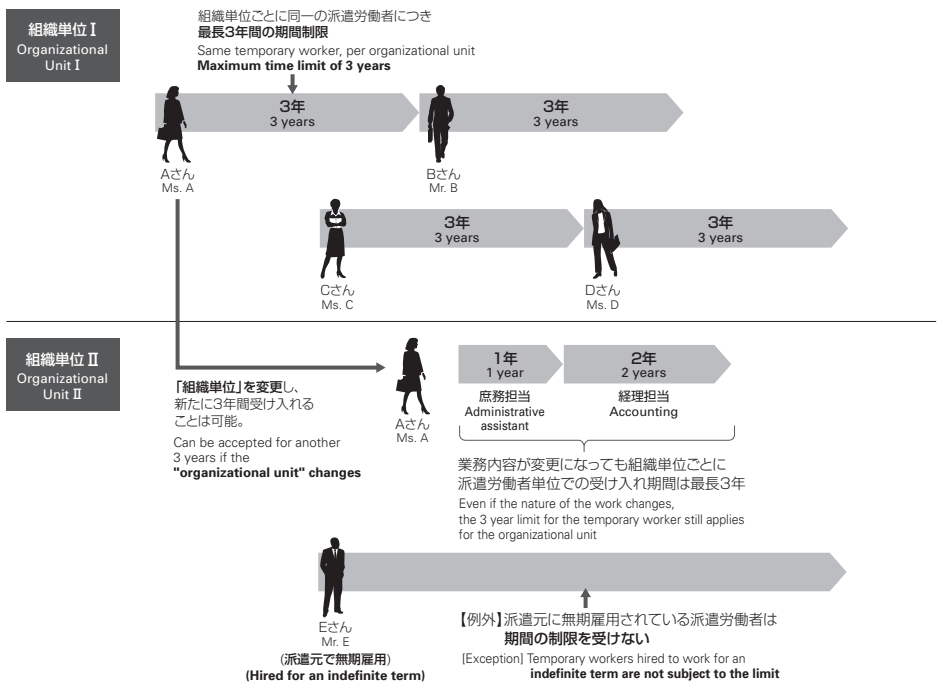 組織単位Ⅰ
Organizational
Unit Ⅰ
組織単位ごとに同一の派遣労働者につき
最長3年間の期間制限
Same temporary worker, per organizational unit
Maximum time limit of 3 years
3年
3 years
3年
3 years
Aさん
Ms. A
Bさん
Mr. B
3年
3 years
3年
3 years
Cさん
Ms. C
Dさん
Ms. D
組織単位Ⅱ
Organizational
Unit Ⅱ
「組織単位」を変更し、
新たに3年間受け入れる
ことは可能。
Can be accepted for another
3 years if the
"organizational unit" changes
Aさん
Ms. A
1年
1 year
2年
2 years
庶務担当
Administrative
assistant
経理担当
Accounting
業務内容が変更になっても組織単位ごとに
派遣労働者単位での受け入れ期間は最長3年
Even if the nature of the work changes,
the 3 year limit for the temporary worker still applies
for the organizational unit
Eさん
Mr. E
(派遣元で無期雇用)
(Hired for an indefinite term)
【例外】派遣元に無期雇用されている派遣労働者は
期間の制限を受けない
[Exception] Temporary workers hired to work for an
indefinite term are not subject to the limit